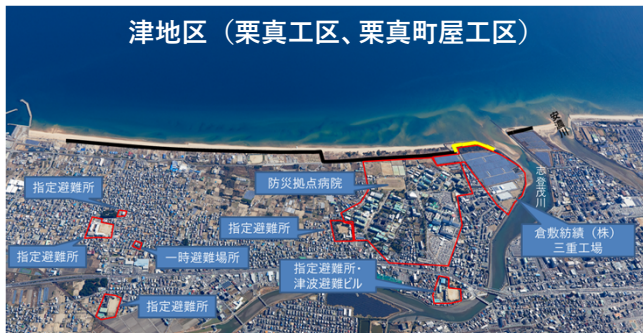 津地区（栗真工区、栗真町屋工区）
指定避難所
指定避難所
一時避難場所
指定避難所
防災拠点病院
指定避難所
指定避難所・
津波避難ビル
志登茂川
倉敷紡績（株）
三重工場